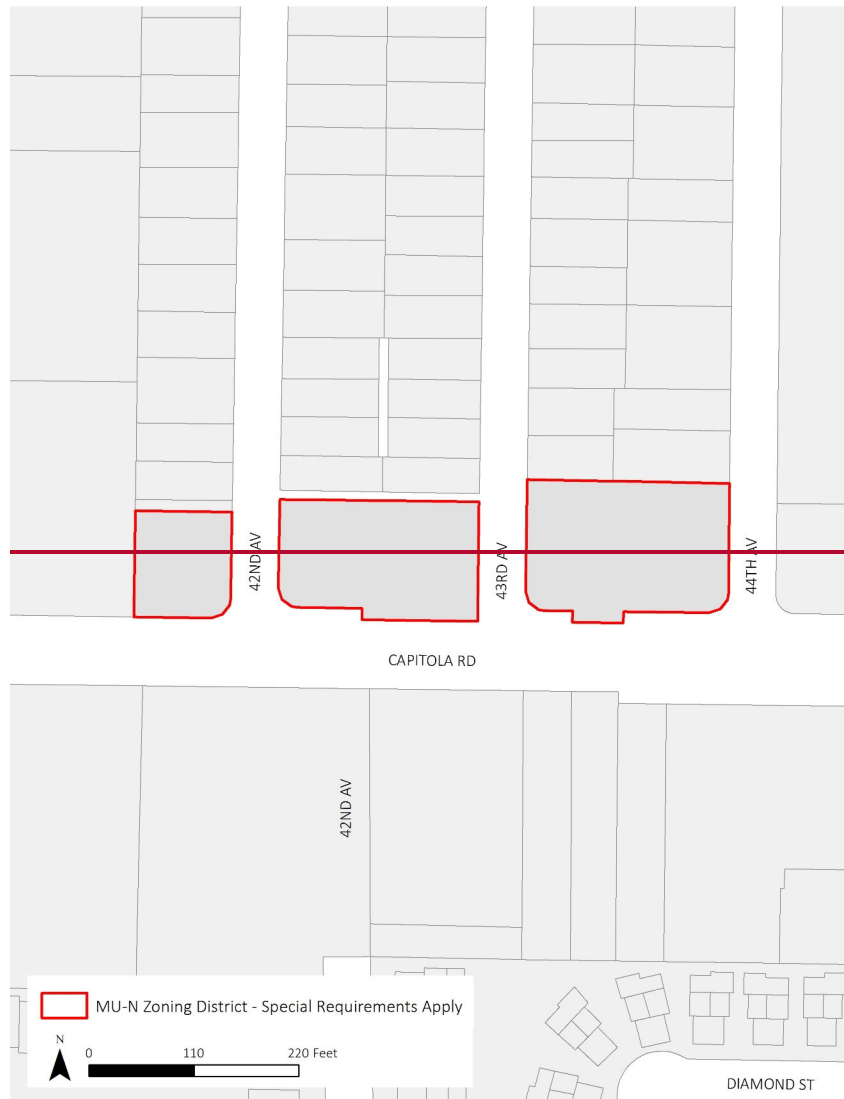 42ND AV
43RD AV
44TH AV
CAPITOLA RD
42ND AV
MU-N Zoning District - Special Requirements Apply
N
0 110 220 Feet
DIAMOND ST